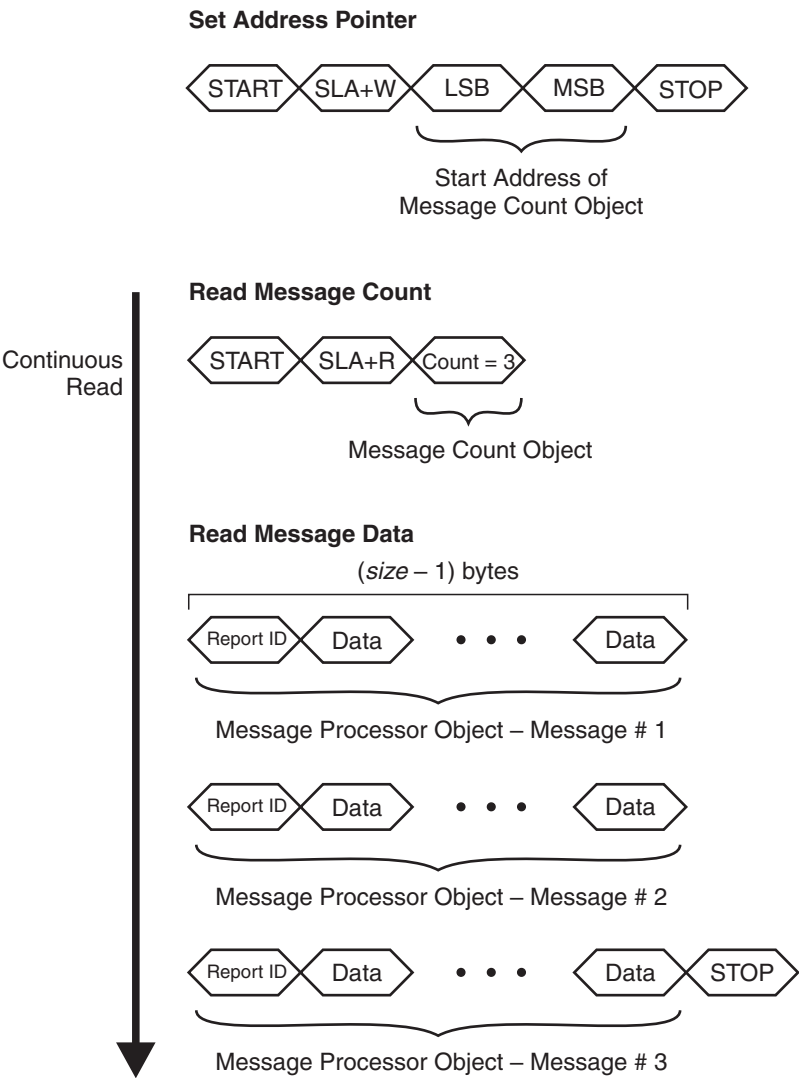 Set Address Pointer
START SLA+W LSB MSB STOP
Start Address of
Message Count Object
Read Message Count
Continuous
Read
START SLA+R Count = 3
Message Count Object
Read Message Data
(size – 1) bytes
Report ID Data • • • Data
Message Processor Object – Message # 1
Report ID Data • • • Data
Message Processor Object – Message # 2
Report ID Data • • • Data STOP
Message Processor Object – Message # 3